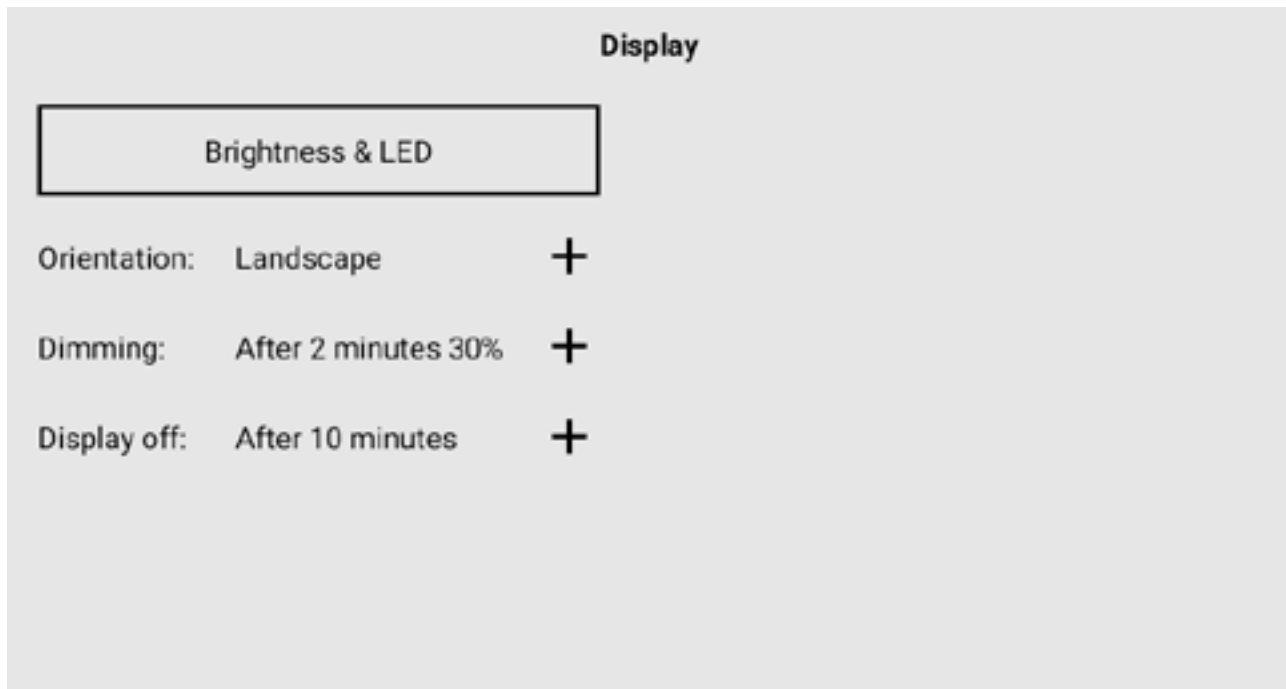 Display
Brightness & LED
Orientation: Landscape +
Dimming: After 2 minutes 30% +
Display off: After 10 minutes +